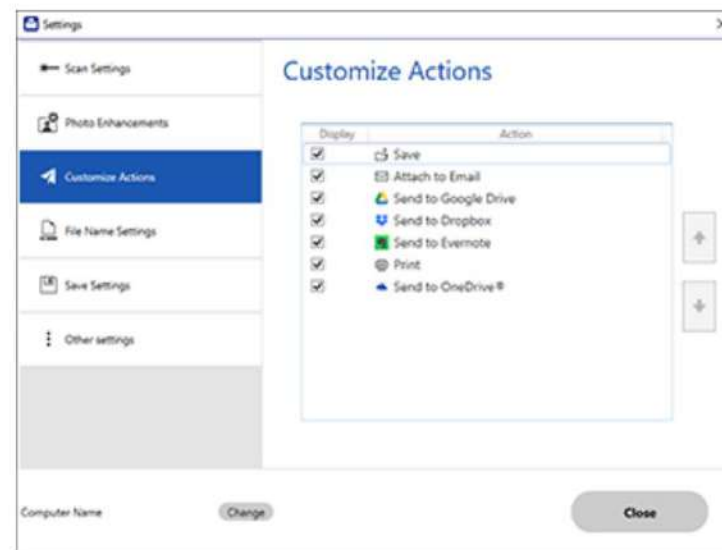 Settings
Scan Settings
Photo Enhancements
Customize Actions
File Name Settings
Save Settings
Other settings
Customize Actions
Display Action
Save
Attach to Email
Send to Google Drive
Send to Dropbox
Send to Evernote
Print
Send to OneDrive®
Computer Name Change
Close